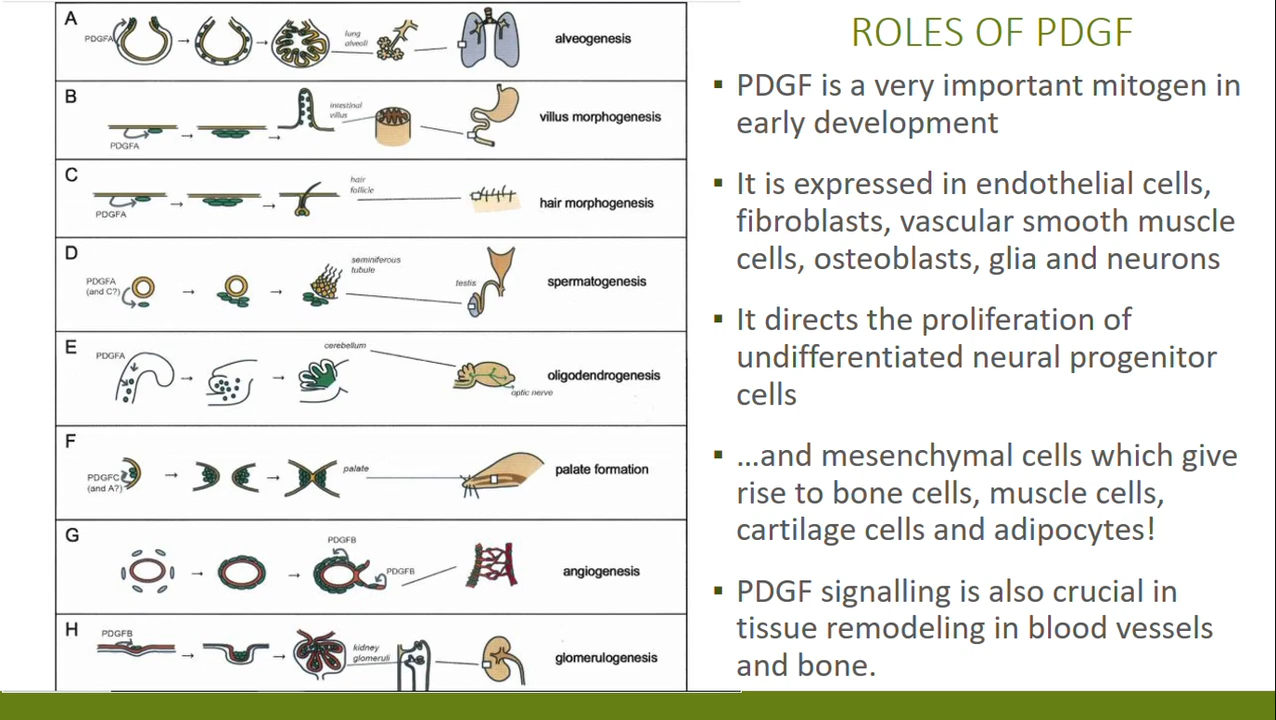 A
PDGFA
lung
alveoli
alveogenesis
B
PDGFA
intestinal
villus
villus morphogenesis
C
PDGFA
hair
follicle
hair morphogenesis
D
PDGFA
(and C?)
seminiferous
tubule
testis
spermatogenesis
E
PDGFA
cerebellum
optic nerve
oligodendrogenesis
F
PDGFC
(and A?)
palate
palate formation
G
PDGFB
PDGFB
angiogenesis
H
PDGFB
kidney
glomeruli
glomerulogenesis
ROLES OF PDGF
▪ PDGF is a very important mitogen in
early development
▪ It is expressed in endothelial cells,
fibroblasts, vascular smooth muscle
cells, osteoblasts, glia and neurons
▪ It directs the proliferation of
undifferentiated neural progenitor
cells
▪ …and mesenchymal cells which give
rise to bone cells, muscle cells,
cartilage cells and adipocytes!
▪ PDGF signalling is also crucial in
tissue remodeling in blood vessels
and bone.